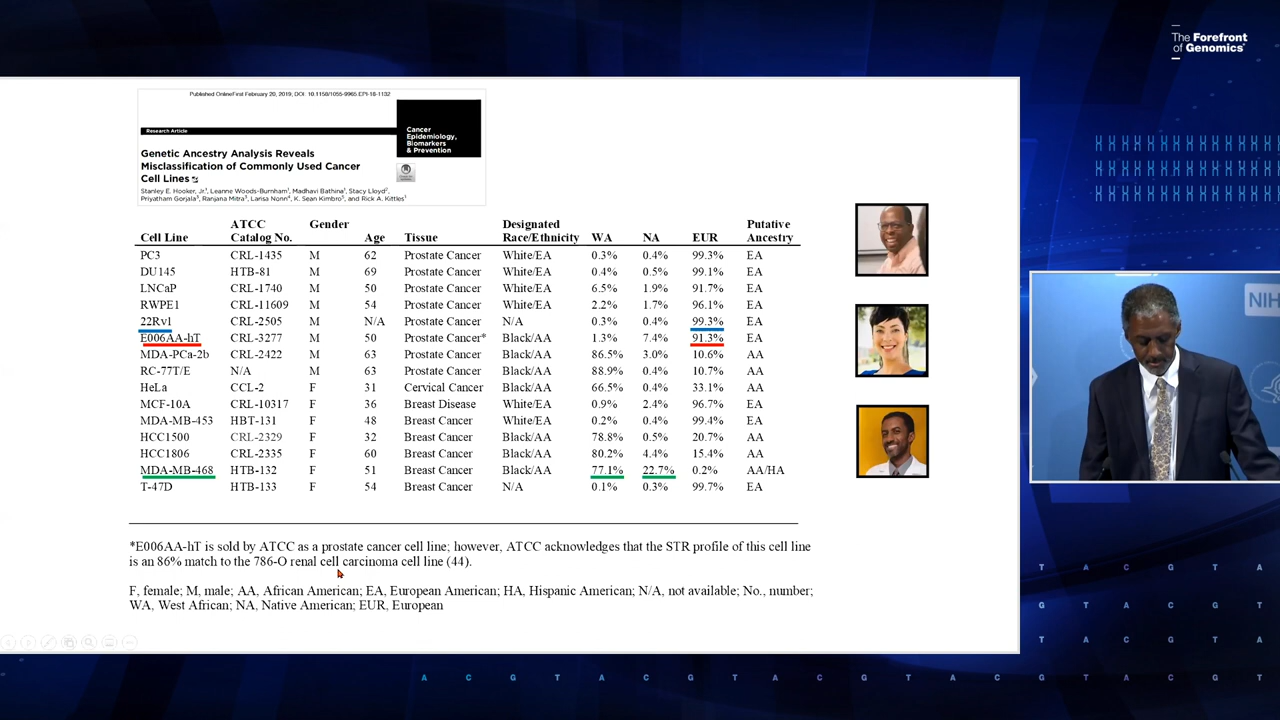 The Forefront
of Genomics®
Published OnlineFirst February 20, 2019; DOI: 10.1158/1055-9965.EPI-18-1132
Research Article
Cancer
Epidemiology,
Biomarkers
& Prevention
Genetic Ancestry Analysis Reveals
Misclassification of Commonly Used Cancer
Cell Lines
Stanley E. Hooker, Jr.¹, Leanne Woods-Burnham¹, Madhavi Bathina¹, Stacy Lloyd²,
Priyatham Gorjala³, Ranjana Mitra³, Larisa Nonn⁴, K. Sean Kimbro⁵, and Rick A. Kittles¹
Cell Line ATCC Catalog No. Gender Age Tissue Designated Race/Ethnicity WA NA EUR Putative Ancestry
PC3 CRL-1435 M 62 Prostate Cancer White/EA 0.3% 0.4% 99.3% EA
DU145 HTB-81 M 69 Prostate Cancer White/EA 0.4% 0.5% 99.1% EA
LNCaP CRL-1740 M 50 Prostate Cancer White/EA 6.5% 1.9% 91.7% EA
RWPE1 CRL-11609 M 54 Prostate Cancer White/EA 2.2% 1.7% 96.1% EA
22Rv1 CRL-2505 M N/A Prostate Cancer N/A 0.3% 0.4% 99.3% EA
E006AA-hT CRL-3277 M 50 Prostate Cancer* Black/AA 1.3% 7.4% 91.3% EA
MDA-PCa-2b CRL-2422 M 63 Prostate Cancer Black/AA 86.5% 3.0% 10.6% AA
RC-77T/E N/A M 63 Prostate Cancer Black/AA 88.9% 0.4% 10.7% AA
HeLa CCL-2 F 31 Cervical Cancer Black/AA 66.5% 0.4% 33.1% AA
MCF-10A CRL-10317 F 36 Breast Disease White/EA 0.9% 2.4% 96.7% EA
MDA-MB-453 HBT-131 F 48 Breast Cancer White/EA 0.2% 0.4% 99.4% EA
HCC1500 CRL-2329 F 32 Breast Cancer Black/AA 78.8% 0.5% 20.7% AA
HCC1806 CRL-2335 F 60 Breast Cancer Black/AA 80.2% 4.4% 15.4% AA
MDA-MB-468 HTB-132 F 51 Breast Cancer Black/AA 77.1% 22.7% 0.2% AA/HA
T-47D HTB-133 F 54 Breast Cancer N/A 0.1% 0.3% 99.7% EA
*E006AA-hT is sold by ATCC as a prostate cancer cell line; however, ATCC acknowledges that the STR profile of this cell line
is an 86% match to the 786-O renal cell carcinoma cell line (44).
F, female; M, male; AA, African American; EA, European American; HA, Hispanic American; N/A, not available; No., number;
WA, West African; NA, Native American; EUR, European
NIH
T A C G T A
G T A C G T
T A C G T A
G T A C G T
A C G T A C G T A C G T A C G T A C G T